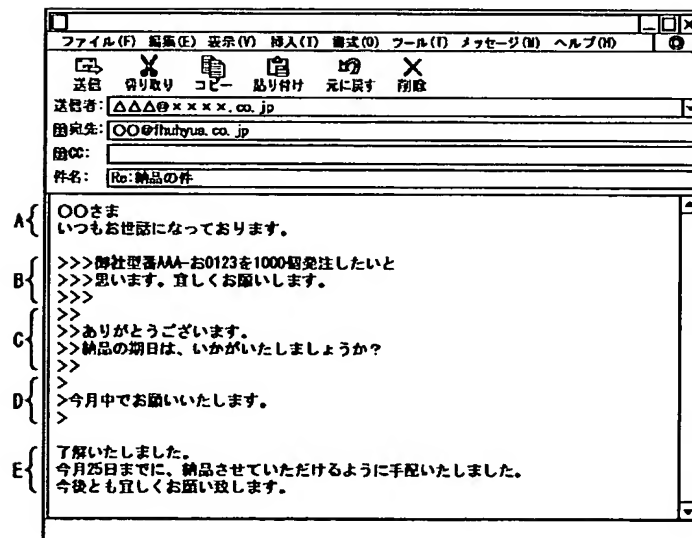 ファイル(F) 編集(E) 表示(V) 挿入(I) 書式(O) ツール(T) メッセージ(M) ヘルプ(H)
送信 切り取り コピー 貼り付け 元に戻す 削除
送信者: △△△@××××.co.jp
宛先: ○○@fhuhyua.co.jp
CC:
件名: Re:納品の件
A ○○さま
いつもお世話になっております。
>>>御社型番AAA-お0123を1000個発注したいと
B >>>思います。宜しくお願いします。
>>>
>>
C >>ありがとうございます。
>>納品の期日は、いかがいたしましょうか?
>>
>
D >今月中でお願いいたします。
>
了解いたしました。
E 今月25日までに、納品させていただけるように手配いたしました。
今後とも宜しくお願い致します。